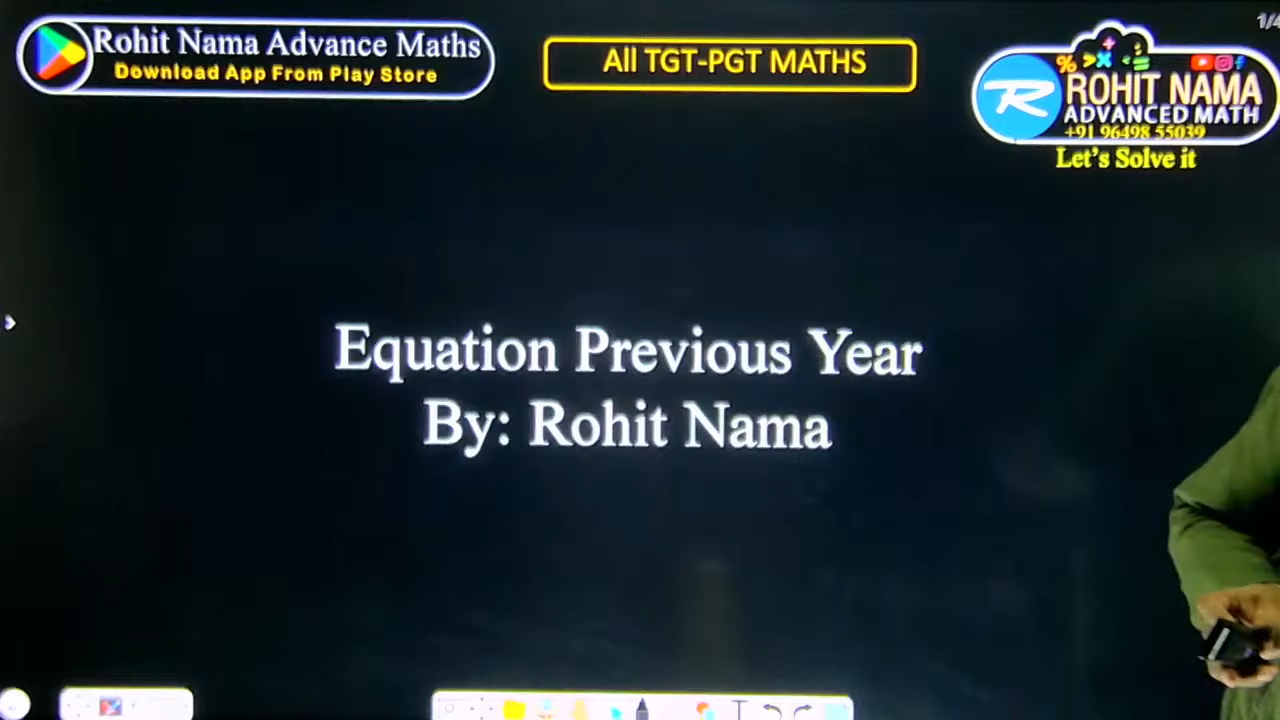 Rohit Nama Advance Maths
Download App From Play Store
All TGT-PGT MATHS
ROHIT NAMA
ADVANCED MATH
+91 96498 55039
Let's Solve it
Equation Previous Year
By: Rohit Nama